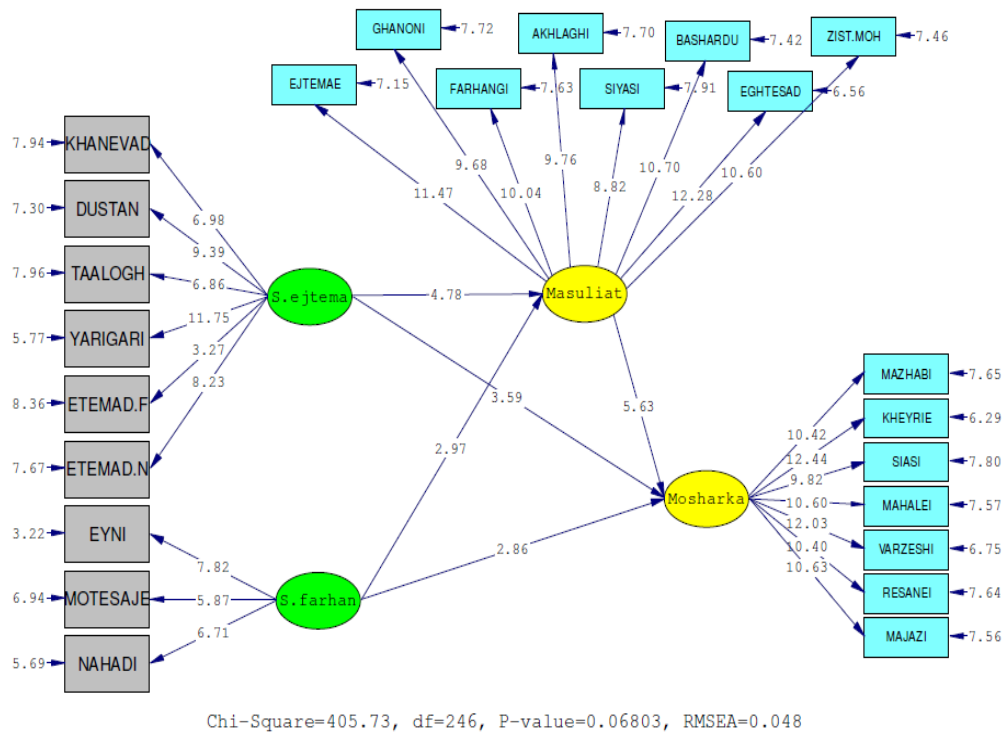 GHANONI 7.72
AKHLAGHI 7.70
BASHARDU 7.42
ZIST.MOH 7.46
EJTEMAE 7.15
FARHANGI 7.63
SIYASI 7.91
EGHTESAD 6.56
11.47
9.68
10.04
9.76
8.82
10.70
12.28
10.60
7.94 KHANEVAD
7.30 DUSTAN
7.96 TAALOGH
5.77 YARIGARI
8.36 ETEMAD.F
7.67 ETEMAD.N
3.22 EYNI
6.94 MOTESAJE
5.69 NAHADI
6.98
9.39
6.86
11.75
3.27
8.23
7.82
5.87
6.71
S.ejtema
S.farhan
4.78
3.59
2.97
2.86
5.63
Masuliat
Mosharka
10.42
12.44
9.82
10.60
12.03
10.40
10.63
MAZHABI 7.65
KHEYRIE 6.29
SIASI 7.80
MAHALEI 7.57
VARZESHI 6.75
RESANEI 7.64
MAJAZI 7.56
Chi-Square=405.73, df=246, P-value=0.06803, RMSEA=0.048